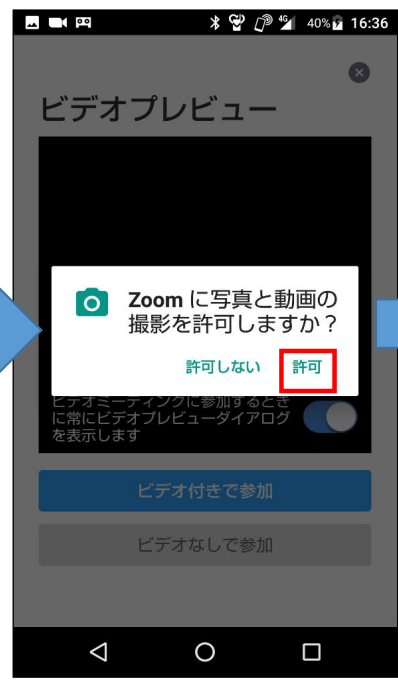 4G 40% 16:36
ビデオプレビュー
Zoom に写真と動画の
撮影を許可しますか？
許可しない 許可
ビデオミーティングに参加するとき
に常にビデオプレビューダイアログ
を表示します
ビデオ付きで参加
ビデオなしで参加